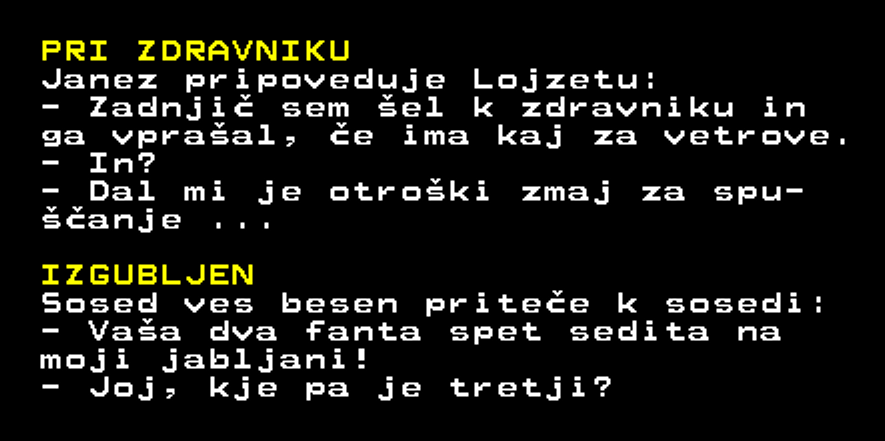 PRI ZDRAVNIKU
Janez pripoveduje Lojzetu:
- Zadnjič sem šel k zdravniku in
ga vprašal, če ima kaj za vetrove.
- In?
- Dal mi je otroški zmaj za spu-
ščanje ...
IZGUBLJEN
Sosed ves besen priteče k sosedi:
- Vaša dva fanta spet sedita na
moji jabljani!
- Joj, kje pa je tretji?